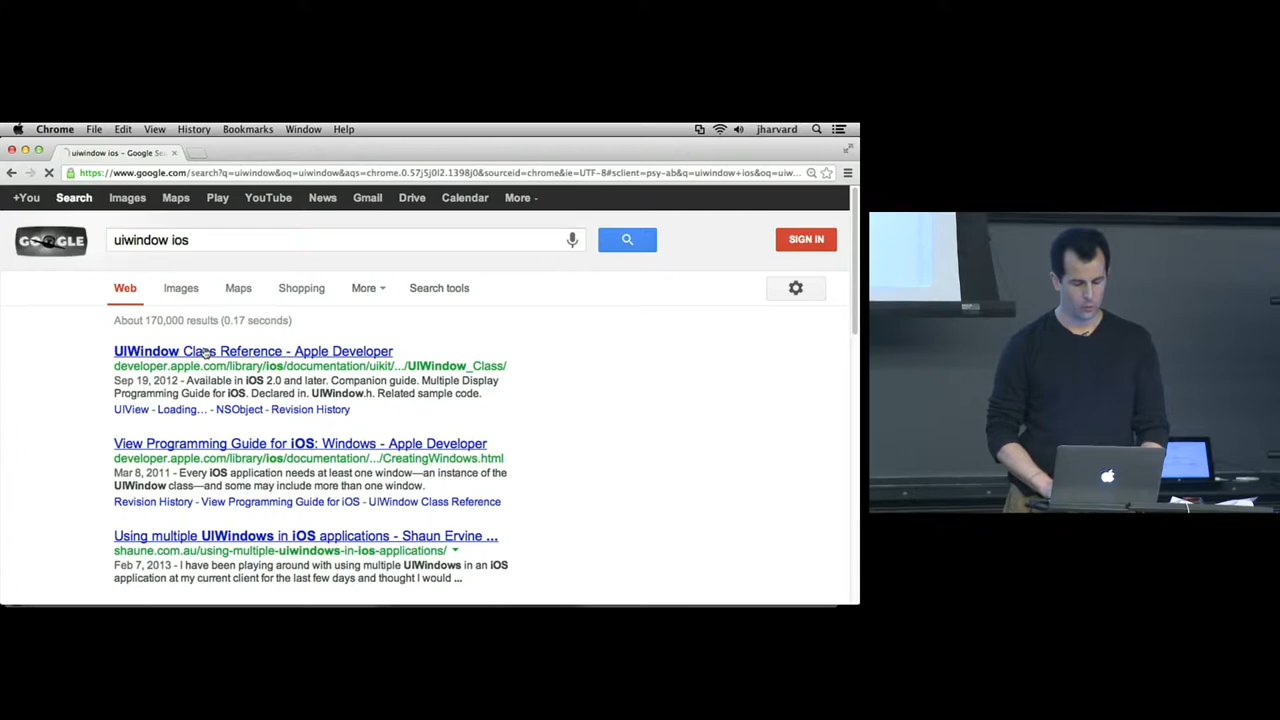 Chrome File Edit View History Bookmarks Window Help jharvard
uiwindow ios - Google Sea
https://www.google.com/search?q=uiwindow&oq=uiwindow&aqs=chrome.0.57j5j0l2.1398j0&sourceid=chrome&ie=UTF-8#sclient=psy-ab&q=uiwindow+ios&oq=uiw...
+You Search Images Maps Play YouTube News Gmail Drive Calendar More
GOOGLE uiwindow ios SIGN IN
Web Images Maps Shopping More Search tools
About 170,000 results (0.17 seconds)
UIWindow Class Reference - Apple Developer
developer.apple.com/library/ios/documentation/uikit/.../UIWindow_Class/
Sep 19, 2012 - Available in iOS 2.0 and later. Companion guide. Multiple Display
Programming Guide for iOS. Declared in. UIWindow.h. Related sample code.
UIView - Loading... - NSObject - Revision History
View Programming Guide for iOS: Windows - Apple Developer
developer.apple.com/library/ios/documentation/.../CreatingWindows.html
Mar 8, 2011 - Every iOS application needs at least one window—an instance of the
UIWindow class—and some may include more than one window.
Revision History - View Programming Guide for iOS - UIWindow Class Reference
Using multiple UIWindows in iOS applications - Shaun Ervine ...
shaune.com.au/using-multiple-uiwindows-in-ios-applications/
Feb 7, 2013 - I have been playing around with using multiple UIWindows in an iOS
application at my current client for the last few days and thought I would ...